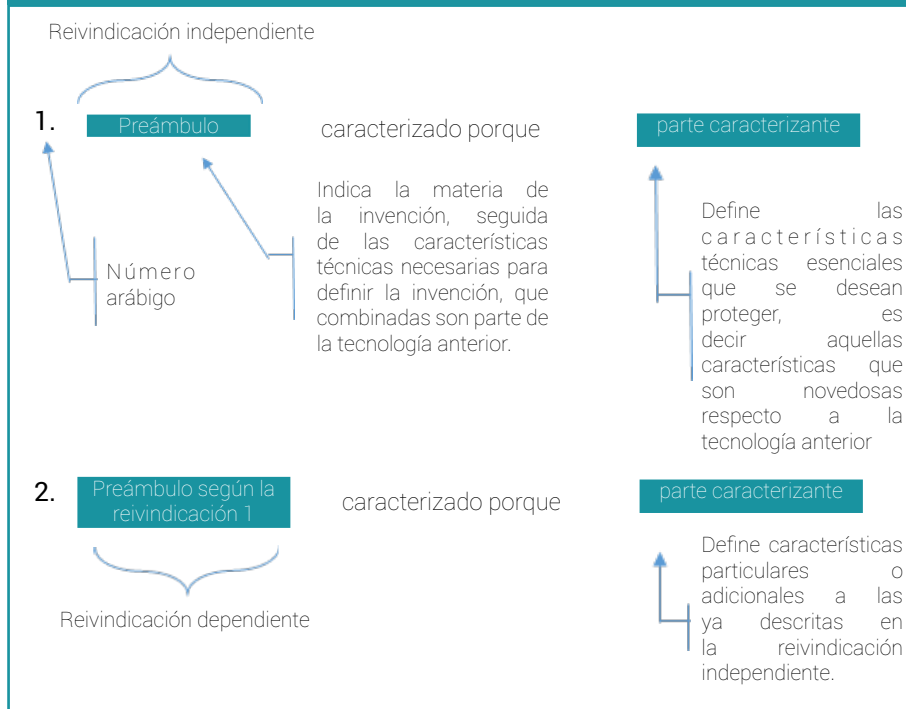 Reivindicación independiente
1. Preámbulo caracterizado porque parte caracterizante
Número
arábigo
Indica la materia de
la invención, seguida
de las características
técnicas necesarias para
definir la invención, que
combinadas son parte de
la tecnología anterior.
Define las
características
técnicas esenciales
que se desean
proteger, es
decir aquellas
características que
son novedosas
respecto a la
tecnología anterior
2. Preámbulo según la
reivindicación 1
caracterizado porque
parte caracterizante
Reivindicación dependiente
Define características
particulares o
adicionales a las
ya descritas en
la reivindicación
independiente.